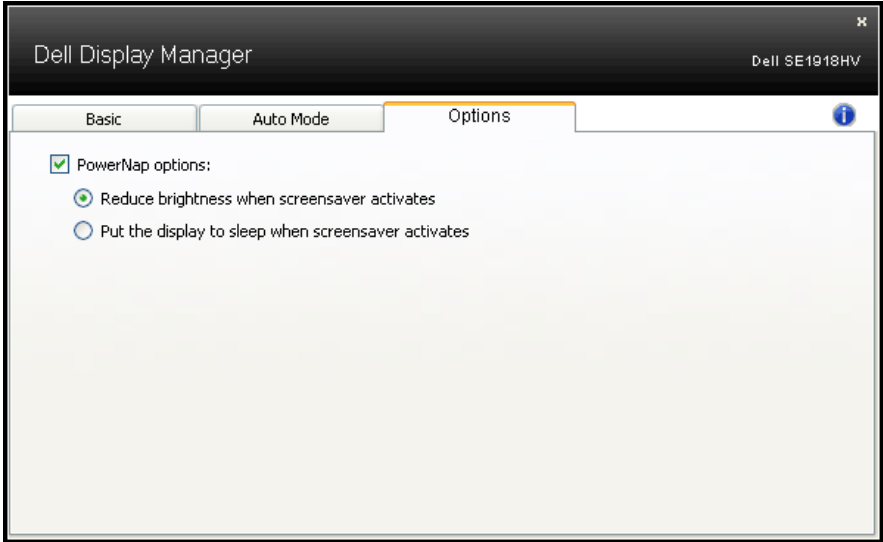 Dell Display Manager
Dell SE1918HV
Basic
Auto Mode
Options
PowerNap options:
Reduce brightness when screensaver activates
Put the display to sleep when screensaver activates